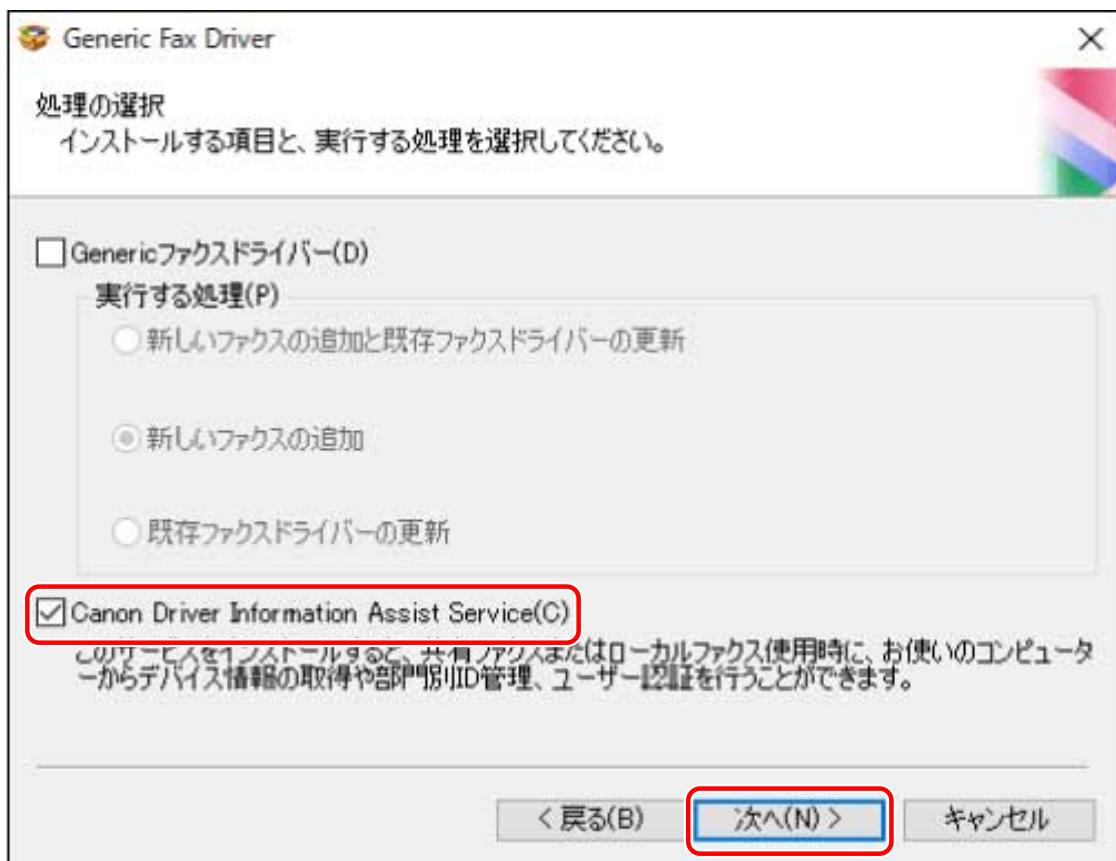 Generic Fax Driver
処理の選択
インストールする項目と、実行する処理を選択してください。
Genericファクスドライバー(D)
実行する処理(P)
新しいファクスの追加と既存ファクスドライバーの更新
新しいファクスの追加
既存ファクスドライバーの更新
Canon Driver Information Assist Service(C)
このサービスをインストールすると、共有ファクスまたはローカルファクス使用時に、お使いのコンピュータ
ーからデバイス情報の取得や部門別ID管理、ユーザー認証を行うことができます。
< 戻る(B)
次へ(N) >
キャンセル